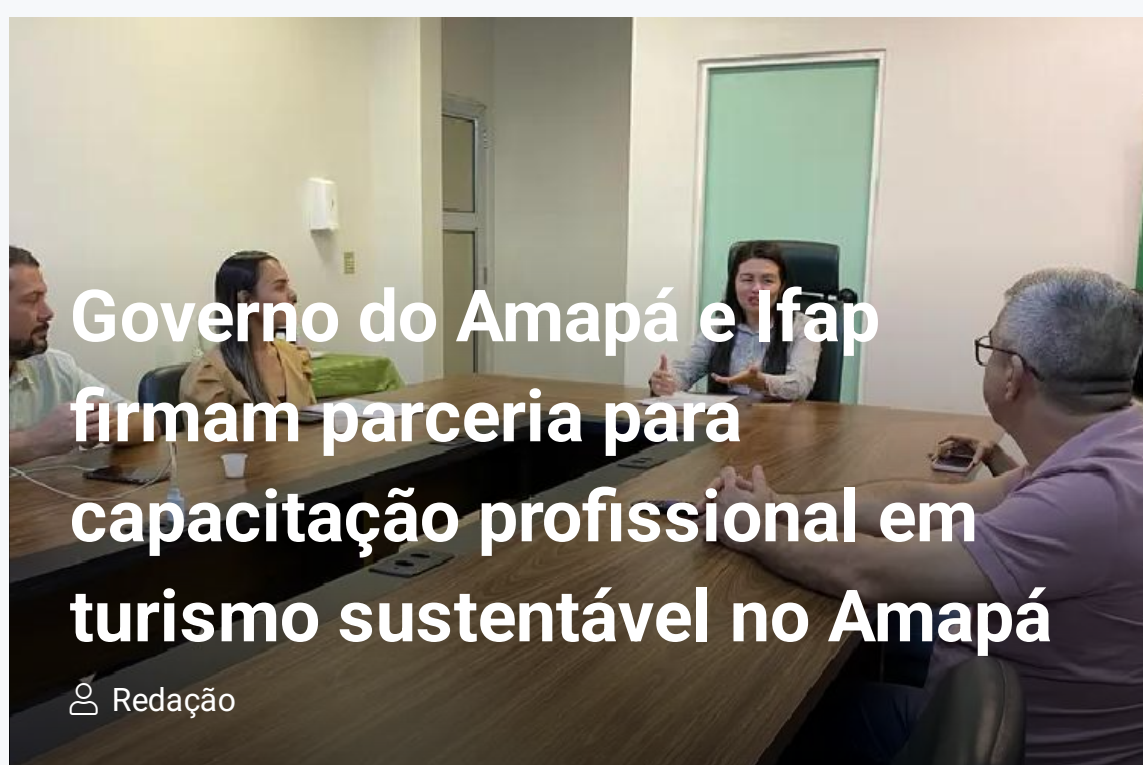 Governo do Amapá e Ifap
firmam parceria para
capacitação profissional em
turismo sustentável no Amapá
Redação